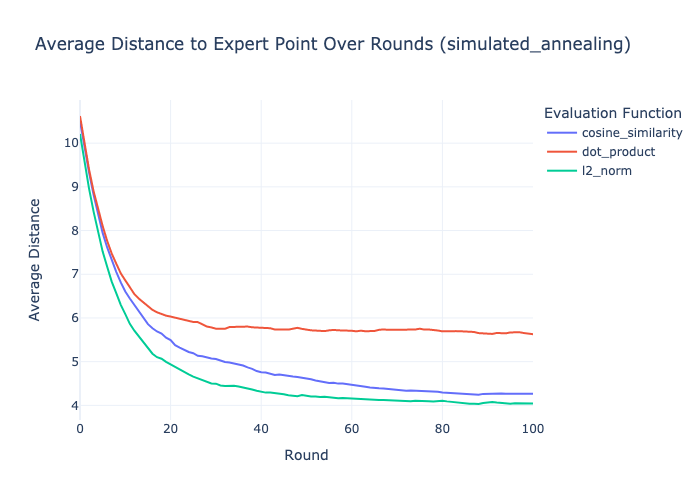 Average Distance to Expert Point Over Rounds (simulated_annealing)
Evaluation Function
cosine_similarity
dot_product
l2_norm
Average Distance
10
9
8
7
6
5
4
0
20
40
60
80
100
Round